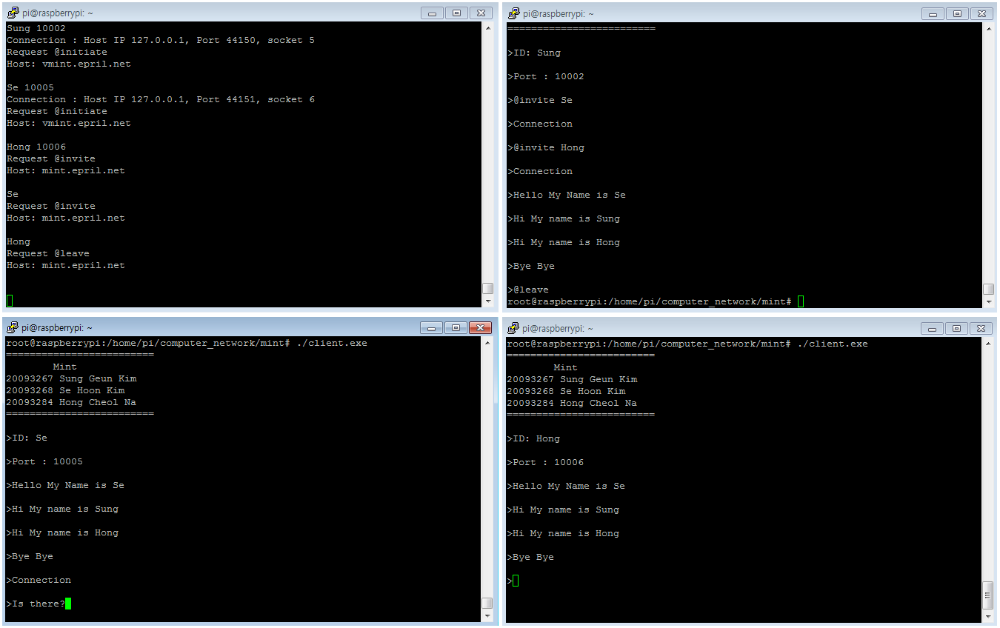 pi@raspberrypi: ~
Sung 10002
Connection : Host IP 127.0.0.1, Port 44150, socket 5
Request @initiate
Host: vmint.epril.net
Se 10005
Connection : Host IP 127.0.0.1, Port 44151, socket 6
Request @initiate
Host: vmint.epril.net
Hong 10006
Request @invite
Host: mint.epril.net
Se
Request @invite
Host: mint.epril.net
Hong
Request @leave
Host: mint.epril.net
pi@raspberrypi: ~
=========================
>ID: Sung
>Port : 10002
>@invite Se
>Connection
>@invite Hong
>Connection
>Hello My Name is Se
>Hi My name is Sung
>Hi My name is Hong
>Bye Bye
>@leave
root@raspberrypi:/home/pi/computer_network/mint#
pi@raspberrypi: ~
root@raspberrypi:/home/pi/computer_network/mint# ./client.exe
=========================
Mint
20093267 Sung Geun Kim
20093268 Se Hoon Kim
20093284 Hong Cheol Na
=========================
>ID: Se
>Port : 10005
>Hello My Name is Se
>Hi My name is Sung
>Hi My name is Hong
>Bye Bye
>Connection
>Is there?
pi@raspberrypi: ~
root@raspberrypi:/home/pi/computer_network/mint# ./client.exe
=========================
Mint
20093267 Sung Geun Kim
20093268 Se Hoon Kim
20093284 Hong Cheol Na
=========================
>ID: Hong
>Port : 10006
>Hello My Name is Se
>Hi My name is Sung
>Hi My name is Hong
>Bye Bye
>